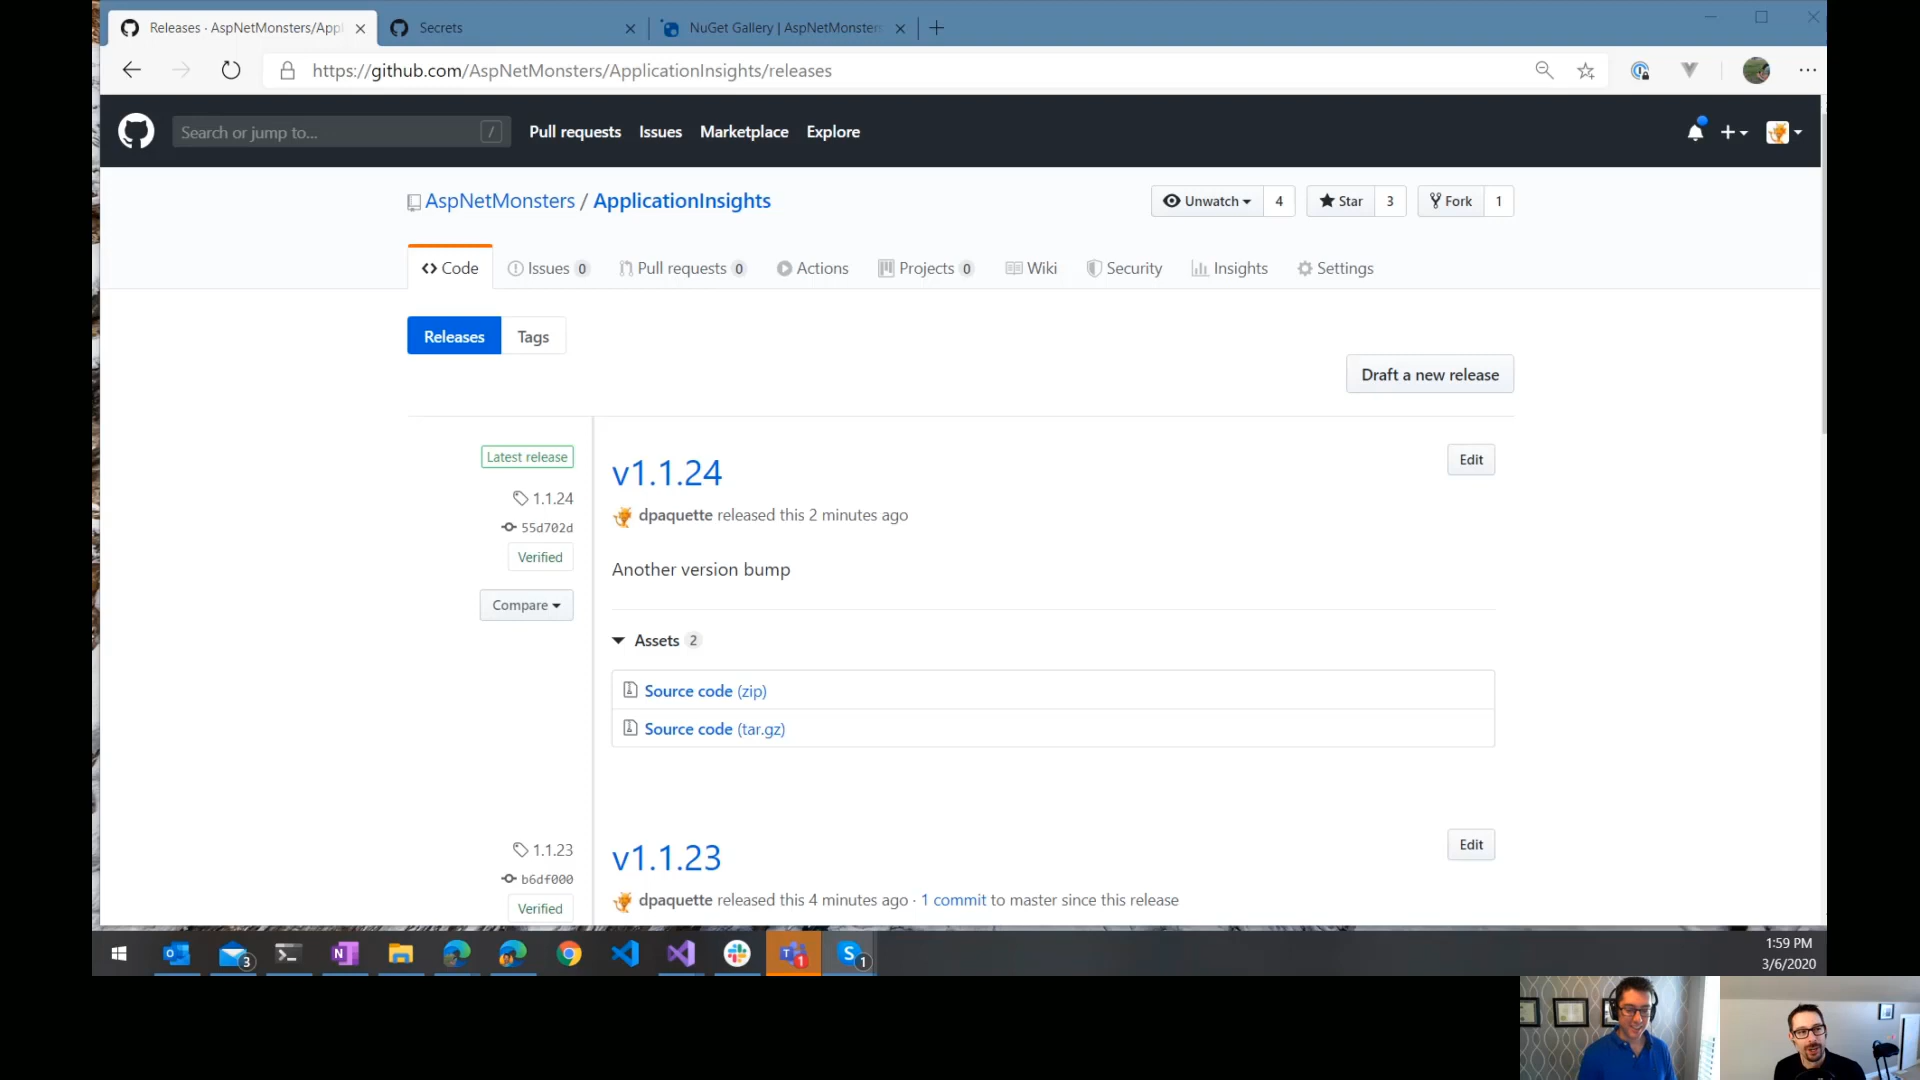 Releases · AspNetMonsters/Appl
Secrets
NuGet Gallery | AspNetMonster
https://github.com/AspNetMonsters/ApplicationInsights/releases
Search or jump to...
/
Pull requests
Issues
Marketplace
Explore
AspNetMonsters / ApplicationInsights
Unwatch
4
Star
3
Fork
1
Code
Issues 0
Pull requests 0
Actions
Projects 0
Wiki
Security
Insights
Settings
Releases
Tags
Draft a new release
Latest release
1.1.24
55d702d
Verified
Compare
v1.1.24
Edit
dpaquette released this 2 minutes ago
Another version bump
Assets 2
Source code (zip)
Source code (tar.gz)
1.1.23
b6df000
Verified
v1.1.23
Edit
dpaquette released this 4 minutes ago · 1 commit to master since this release
3
1
1
1:59 PM
3/6/2020